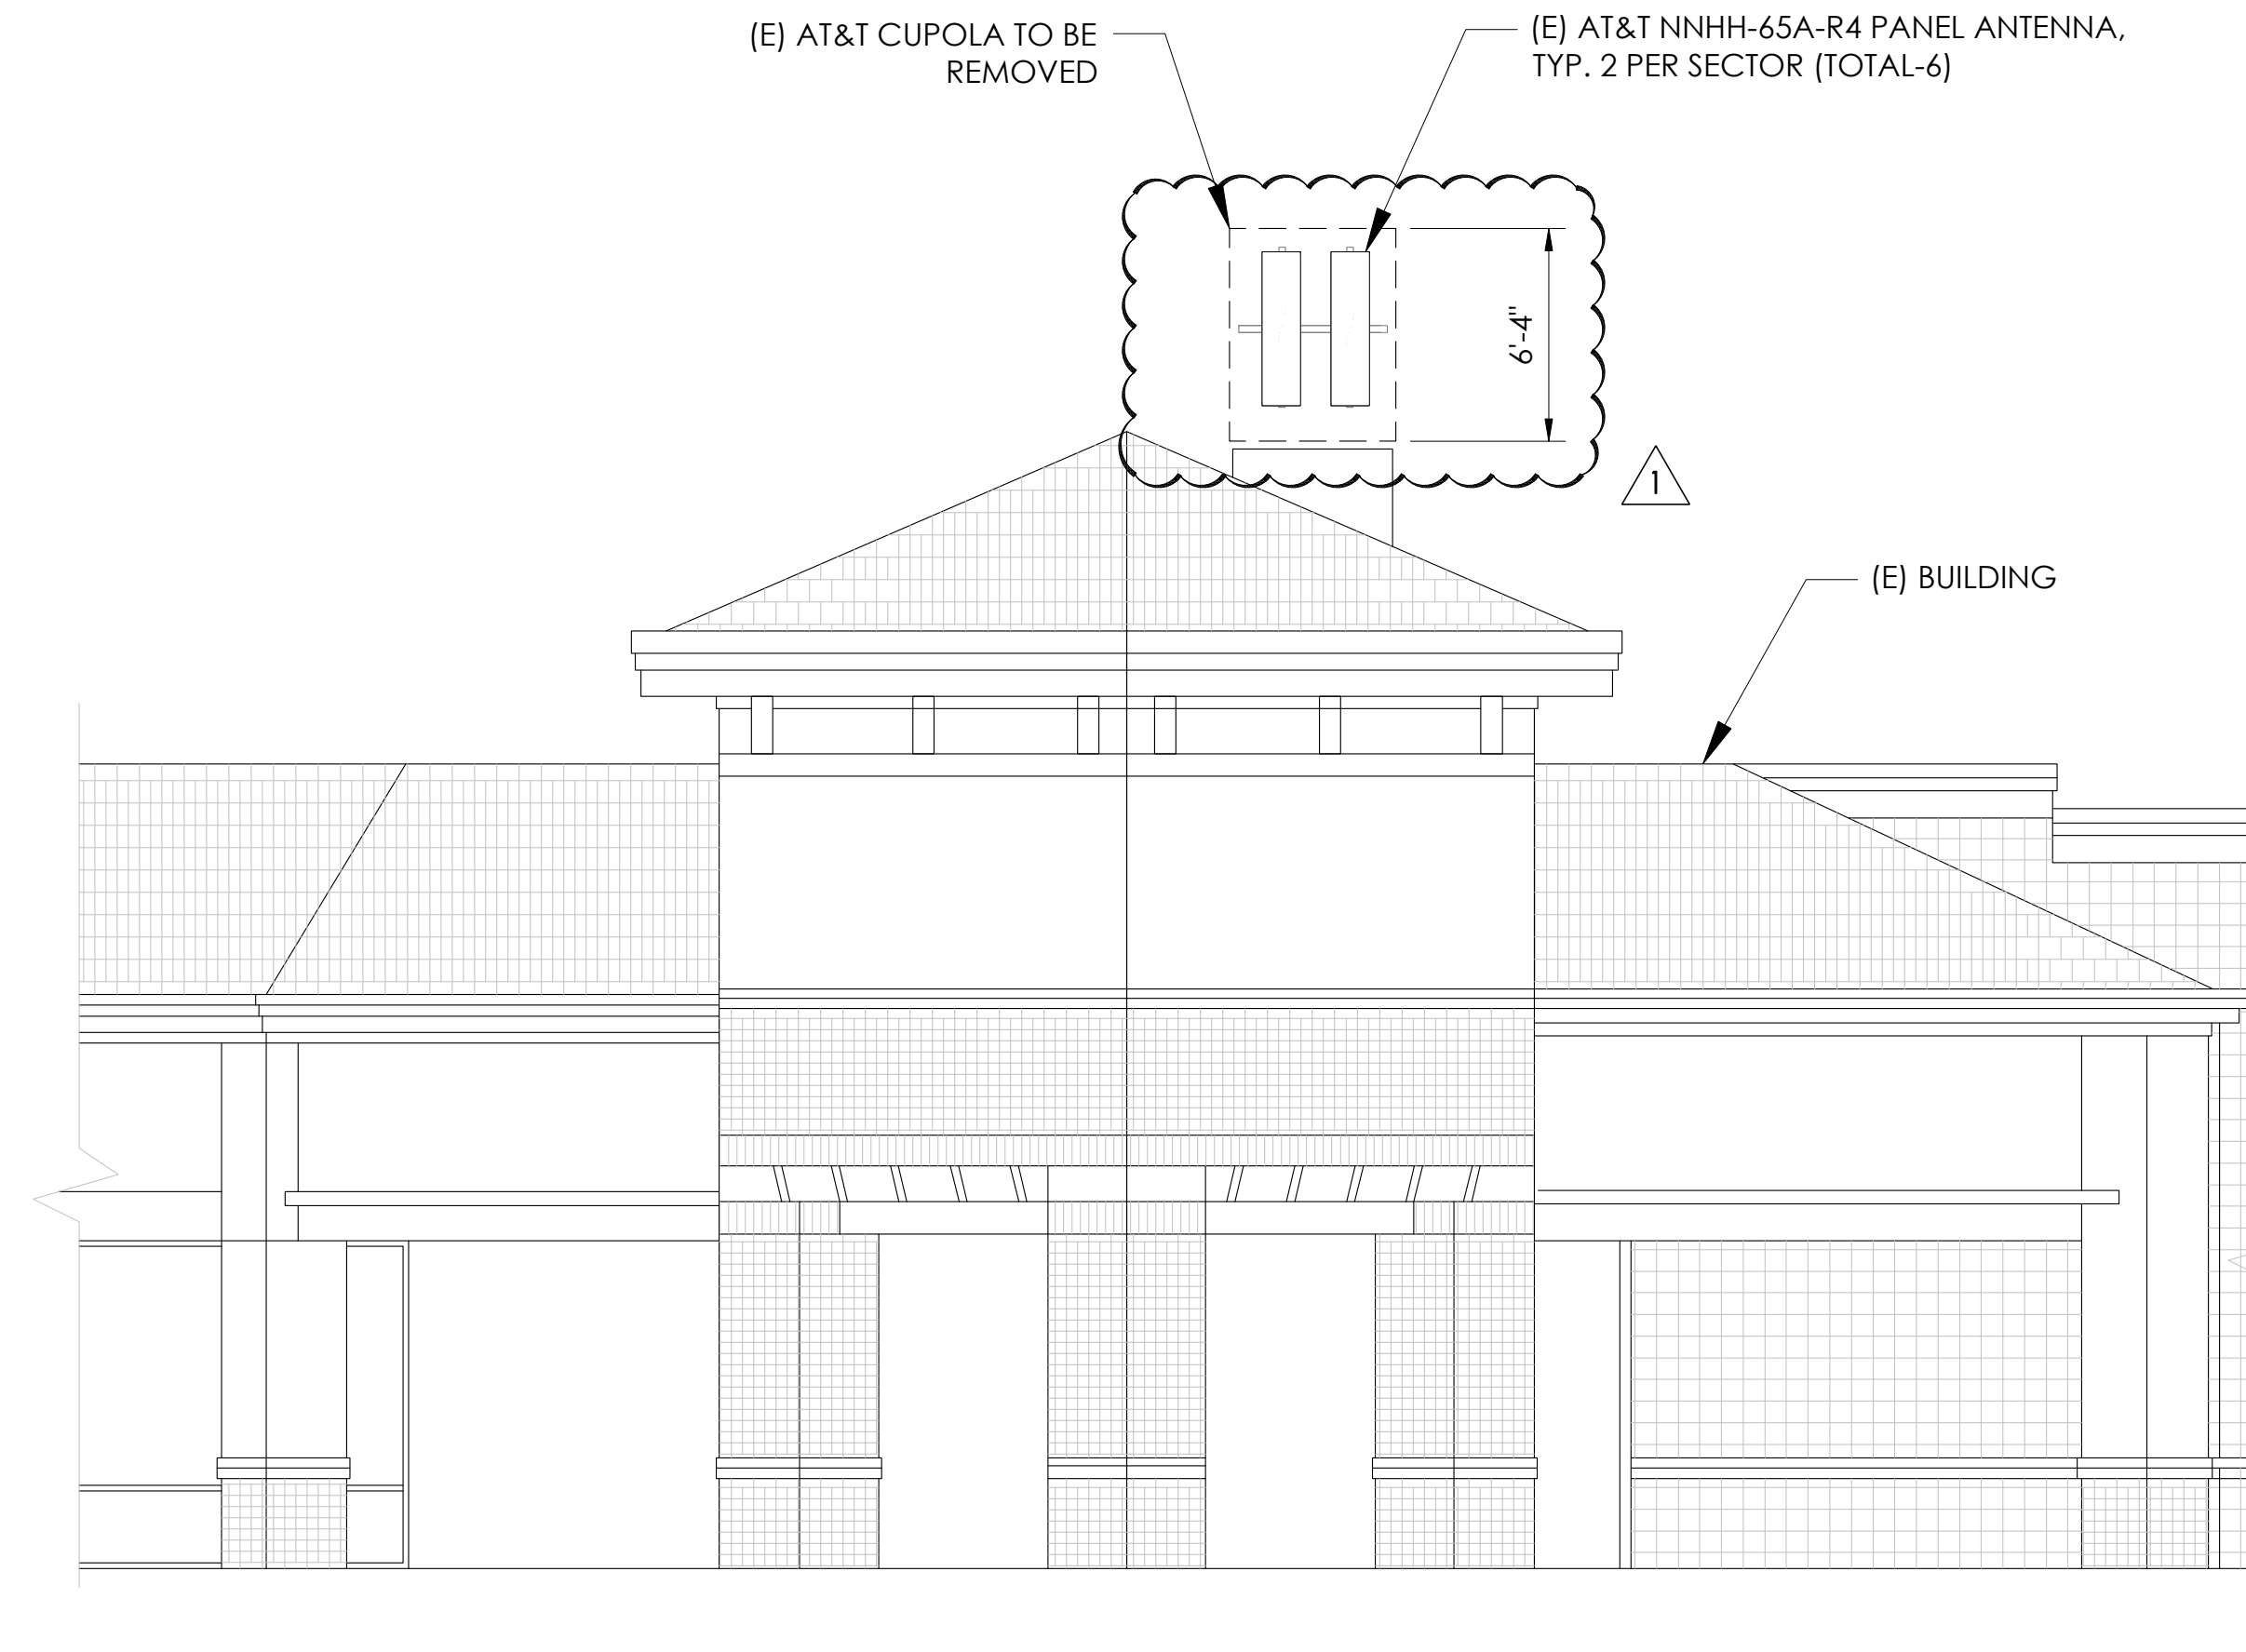 (E) AT&T CUPOLA TO BE
REMOVED
(E) AT&T NNHH-65A-R4 PANEL ANTENNA,
TYP. 2 PER SECTOR (TOTAL-6)
6'-4"
1
(E) BUILDING